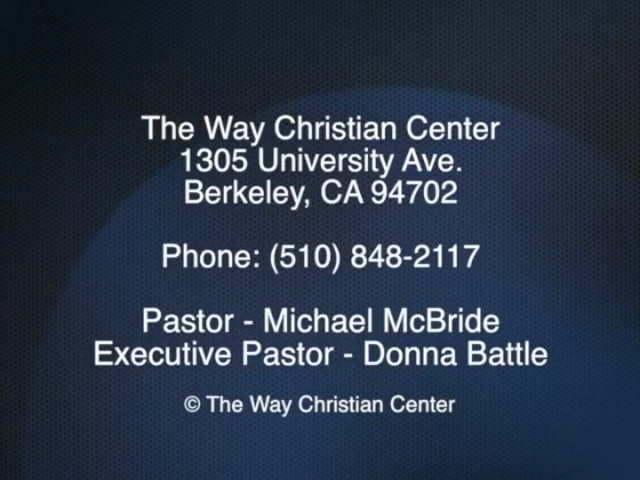 The Way Christian Center
1305 University Ave.
Berkeley, CA 94702
Phone: (510) 848-2117
Pastor - Michael McBride
Executive Pastor - Donna Battle
© The Way Christian Center